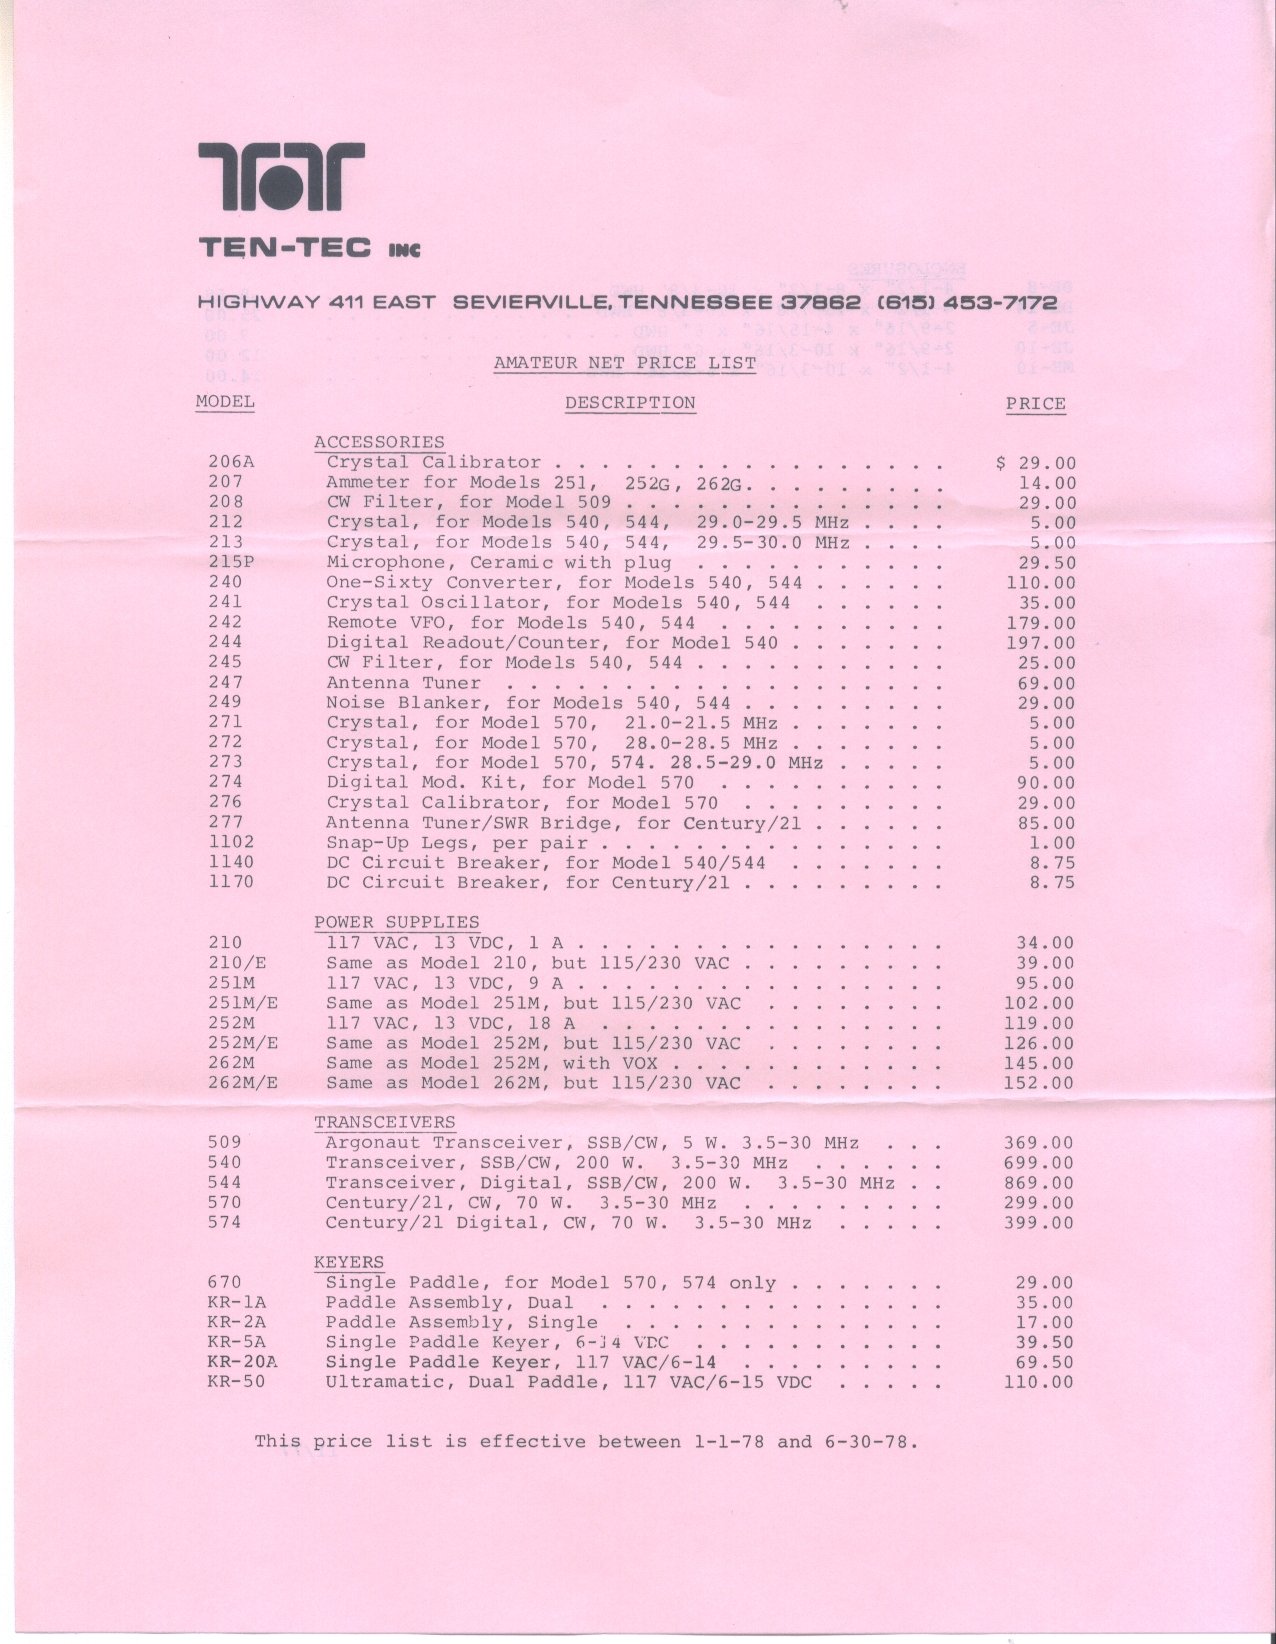 TEN-TEC INC
HIGHWAY 411 EAST SEVIERVILLE, TENNESSEE 37862 (615) 453-7172
AMATEUR NET PRICE LIST
MODEL DESCRIPTION PRICE
ACCESSORIES
206A Crystal Calibrator . . . . . . . . . . . . . . . . . $ 29.00
207 Ammeter for Models 251, 252G, 262G. . . . . . . . . 14.00
208 CW Filter, for Model 509 . . . . . . . . . . . . . . 29.00
212 Crystal, for Models 540, 544, 29.0-29.5 MHz . . . . 5.00
213 Crystal, for Models 540, 544, 29.5-30.0 MHz . . . . 5.00
215P Microphone, Ceramic with plug . . . . . . . . . . . 29.50
240 One-Sixty Converter, for Models 540, 544 . . . . . . 110.00
241 Crystal Oscillator, for Models 540, 544 . . . . . . 35.00
242 Remote VFO, for Models 540, 544 . . . . . . . . . . 179.00
244 Digital Readout/Counter, for Model 540 . . . . . . . 197.00
245 CW Filter, for Models 540, 544 . . . . . . . . . . . 25.00
247 Antenna Tuner . . . . . . . . . . . . . . . . . . . 69.00
249 Noise Blanker, for Models 540, 544 . . . . . . . . . 29.00
271 Crystal, for Model 570, 21.0-21.5 MHz . . . . . . . 5.00
272 Crystal, for Model 570, 28.0-28.5 MHz . . . . . . . 5.00
273 Crystal, for Model 570, 574. 28.5-29.0 MHz . . . . . 5.00
274 Digital Mod. Kit, for Model 570 . . . . . . . . . . 90.00
276 Crystal Calibrator, for Model 570 . . . . . . . . . 29.00
277 Antenna Tuner/SWR Bridge, for Century/21 . . . . . . 85.00
1102 Snap-Up Legs, per pair . . . . . . . . . . . . . . . 1.00
1140 DC Circuit Breaker, for Model 540/544 . . . . . . . 8.75
1170 DC Circuit Breaker, for Century/21 . . . . . . . . . 8.75
POWER SUPPLIES
210 117 VAC, 13 VDC, 1 A . . . . . . . . . . . . . . . . 34.00
210/E Same as Model 210, but 115/230 VAC . . . . . . . . . 39.00
251M 117 VAC, 13 VDC, 9 A . . . . . . . . . . . . . . . . 95.00
251M/E Same as Model 251M, but 115/230 VAC . . . . . . . . 102.00
252M 117 VAC, 13 VDC, 18 A . . . . . . . . . . . . . . . 119.00
252M/E Same as Model 252M, but 115/230 VAC . . . . . . . . 126.00
262M Same as Model 252M, with VOX . . . . . . . . . . . . 145.00
262M/E Same as Model 262M, but 115/230 VAC . . . . . . . . 152.00
TRANSCEIVERS
509 Argonaut Transceiver, SSB/CW, 5 W. 3.5-30 MHz . . . 369.00
540 Transceiver, SSB/CW, 200 W. 3.5-30 MHz . . . . . . 699.00
544 Transceiver, Digital, SSB/CW, 200 W. 3.5-30 MHz . . 869.00
570 Century/21, CW, 70 W. 3.5-30 MHz . . . . . . . . . 299.00
574 Century/21 Digital, CW, 70 W. 3.5-30 MHz . . . . . 399.00
KEYERS
670 Single Paddle, for Model 570, 574 only . . . . . . . 29.00
KR-1A Paddle Assembly, Dual . . . . . . . . . . . . . . . 35.00
KR-2A Paddle Assembly, Single . . . . . . . . . . . . . . 17.00
KR-5A Single Paddle Keyer, 6-14 VDC . . . . . . . . . . . 39.50
KR-20A Single Paddle Keyer, 117 VAC/6-14 . . . . . . . . . 69.50
KR-50 Ultramatic, Dual Paddle, 117 VAC/6-15 VDC . . . . . 110.00
This price list is effective between 1-1-78 and 6-30-78.